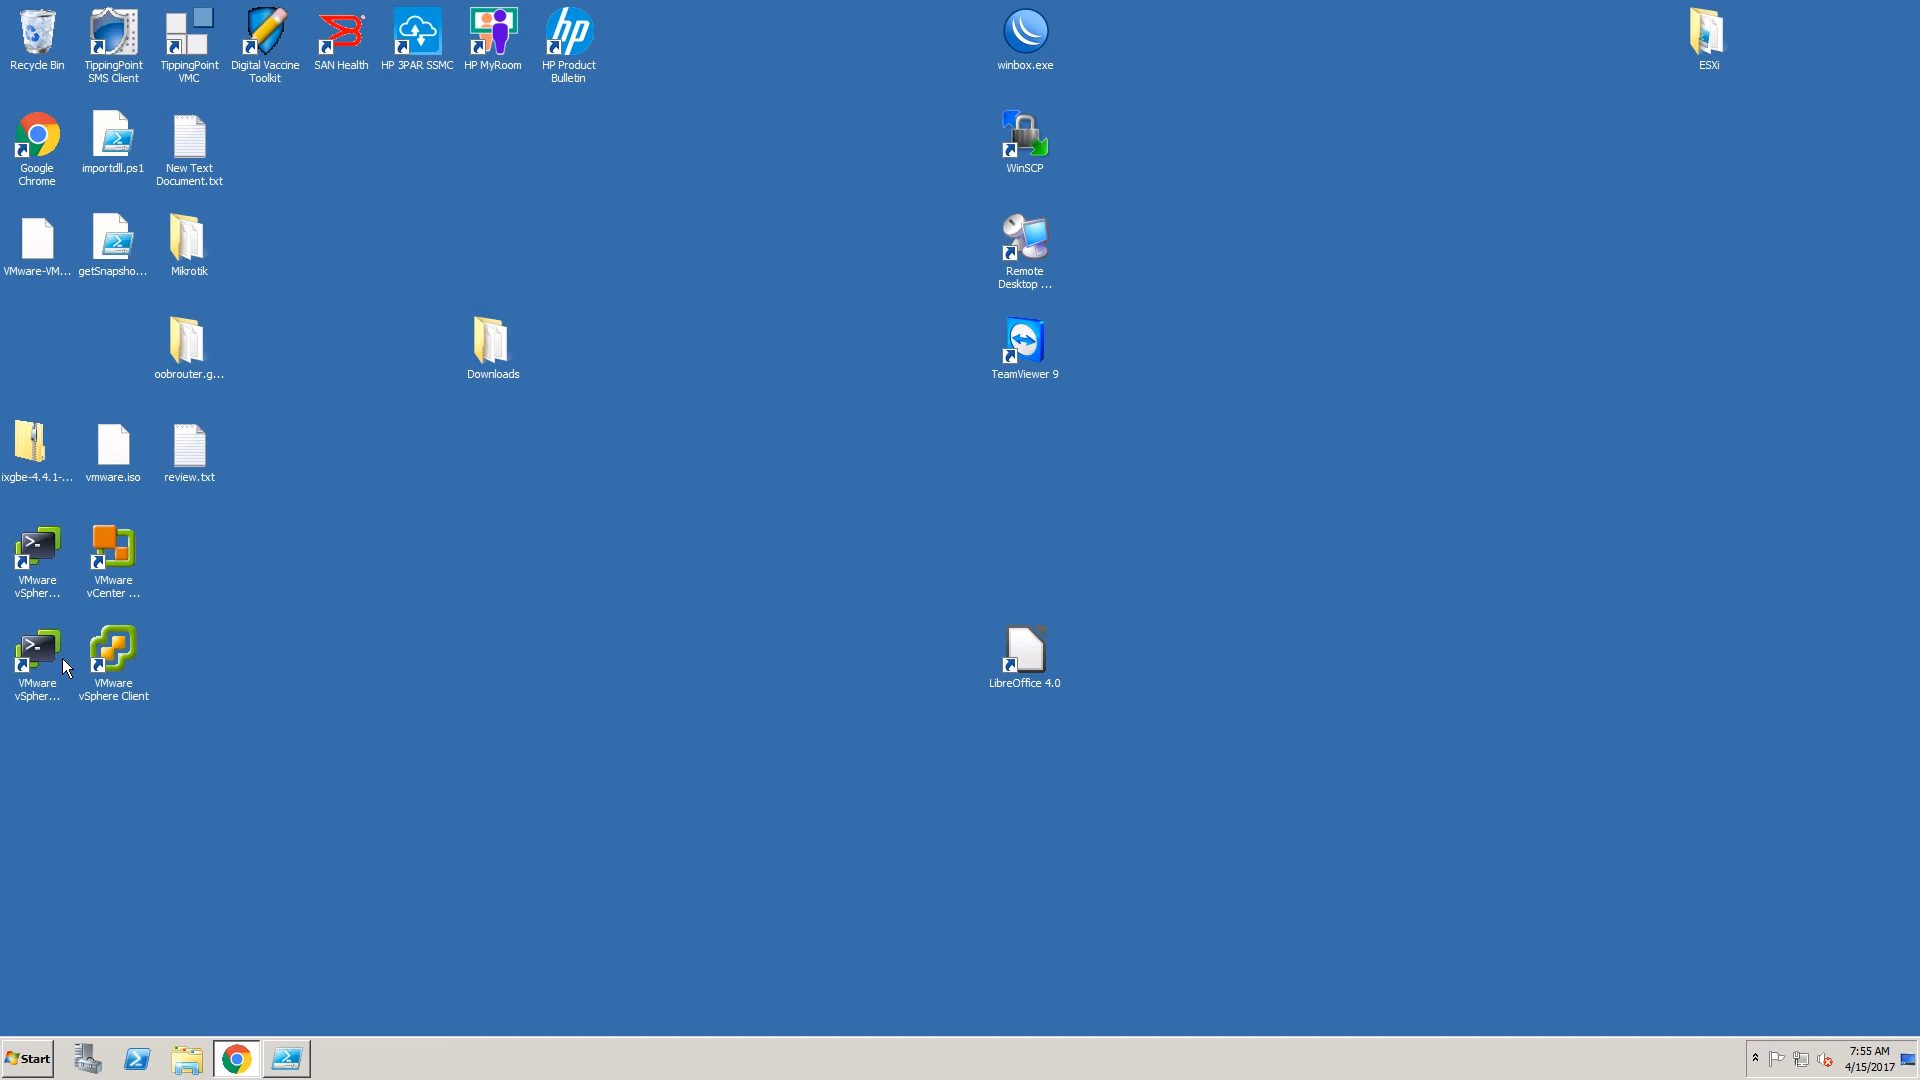 Recycle Bin
TippingPoint
SMS Client
TippingPoint
VMC
Digital Vaccine
Toolkit
SAN Health
HP 3PAR SSMC
HP MyRoom
hp
HP Product
Bulletin
winbox.exe
ESXi
Google
Chrome
importdll.ps1
New Text
Document.txt
WinSCP
VMware-VM...
getSnapsho...
Mikrotik
Remote
Desktop ...
oobrouter.g...
Downloads
TeamViewer 9
ixgbe-4.4.1-...
vmware.iso
review.txt
VMware
vSpher...
VMware
vCenter ...
VMware
vSpher...
VMware
vSphere Client
LibreOffice 4.0
Start
7:55 AM
4/15/2017